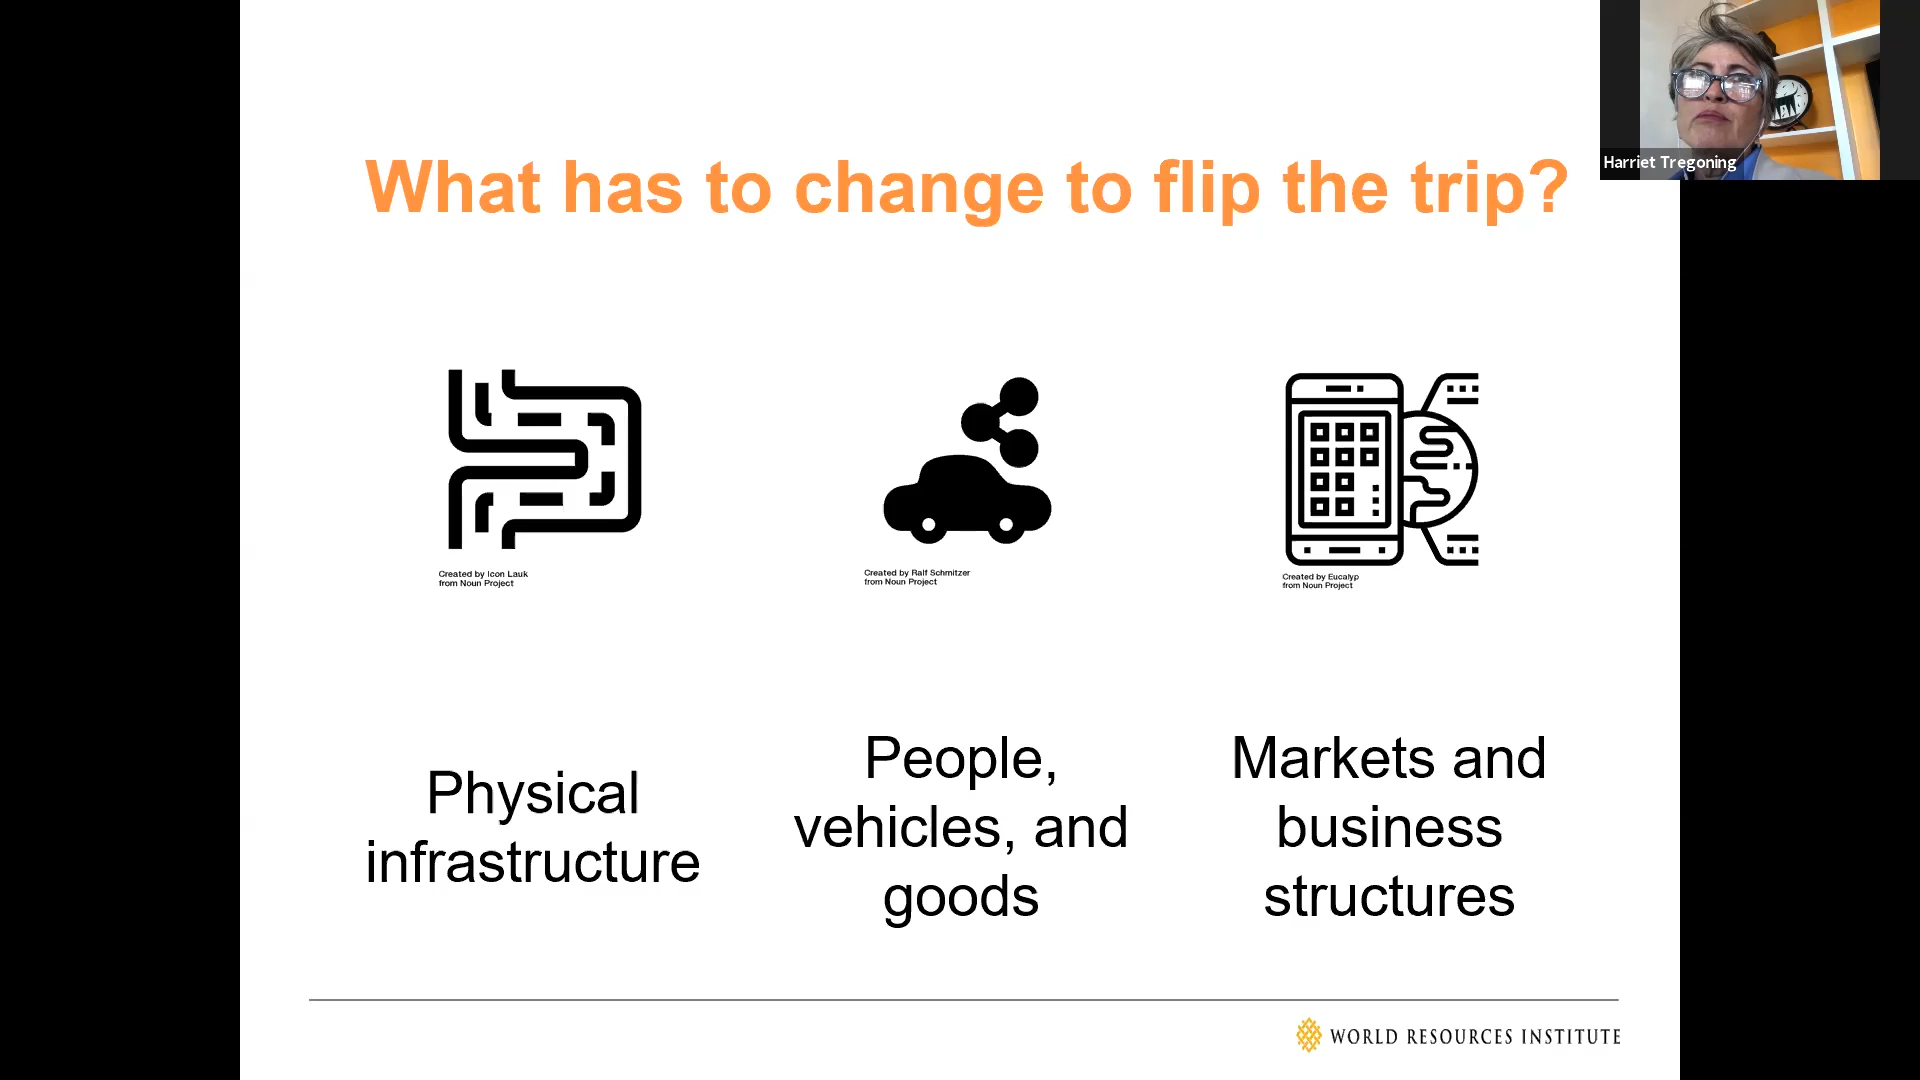 Harriet Tregoning
What has to change to flip the trip?
Created by Icon Lauk
from Noun Project
Created by Ralf Schmitzer
from Noun Project
Created by Eucalyp
from Noun Project
Physical
infrastructure
People,
vehicles, and
goods
Markets and
business
structures
WORLD RESOURCES INSTITUTE